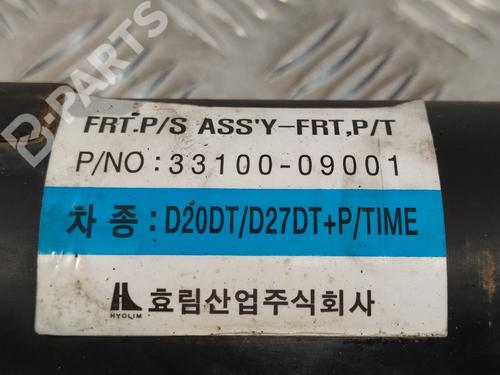 B-PARTS
FRT.P/S ASS'Y-FRT,P/T
P/NO : 33100-09001
차 종 : D20DT/D27DT+P/TIME
HYOLIM 효림산업주식회사